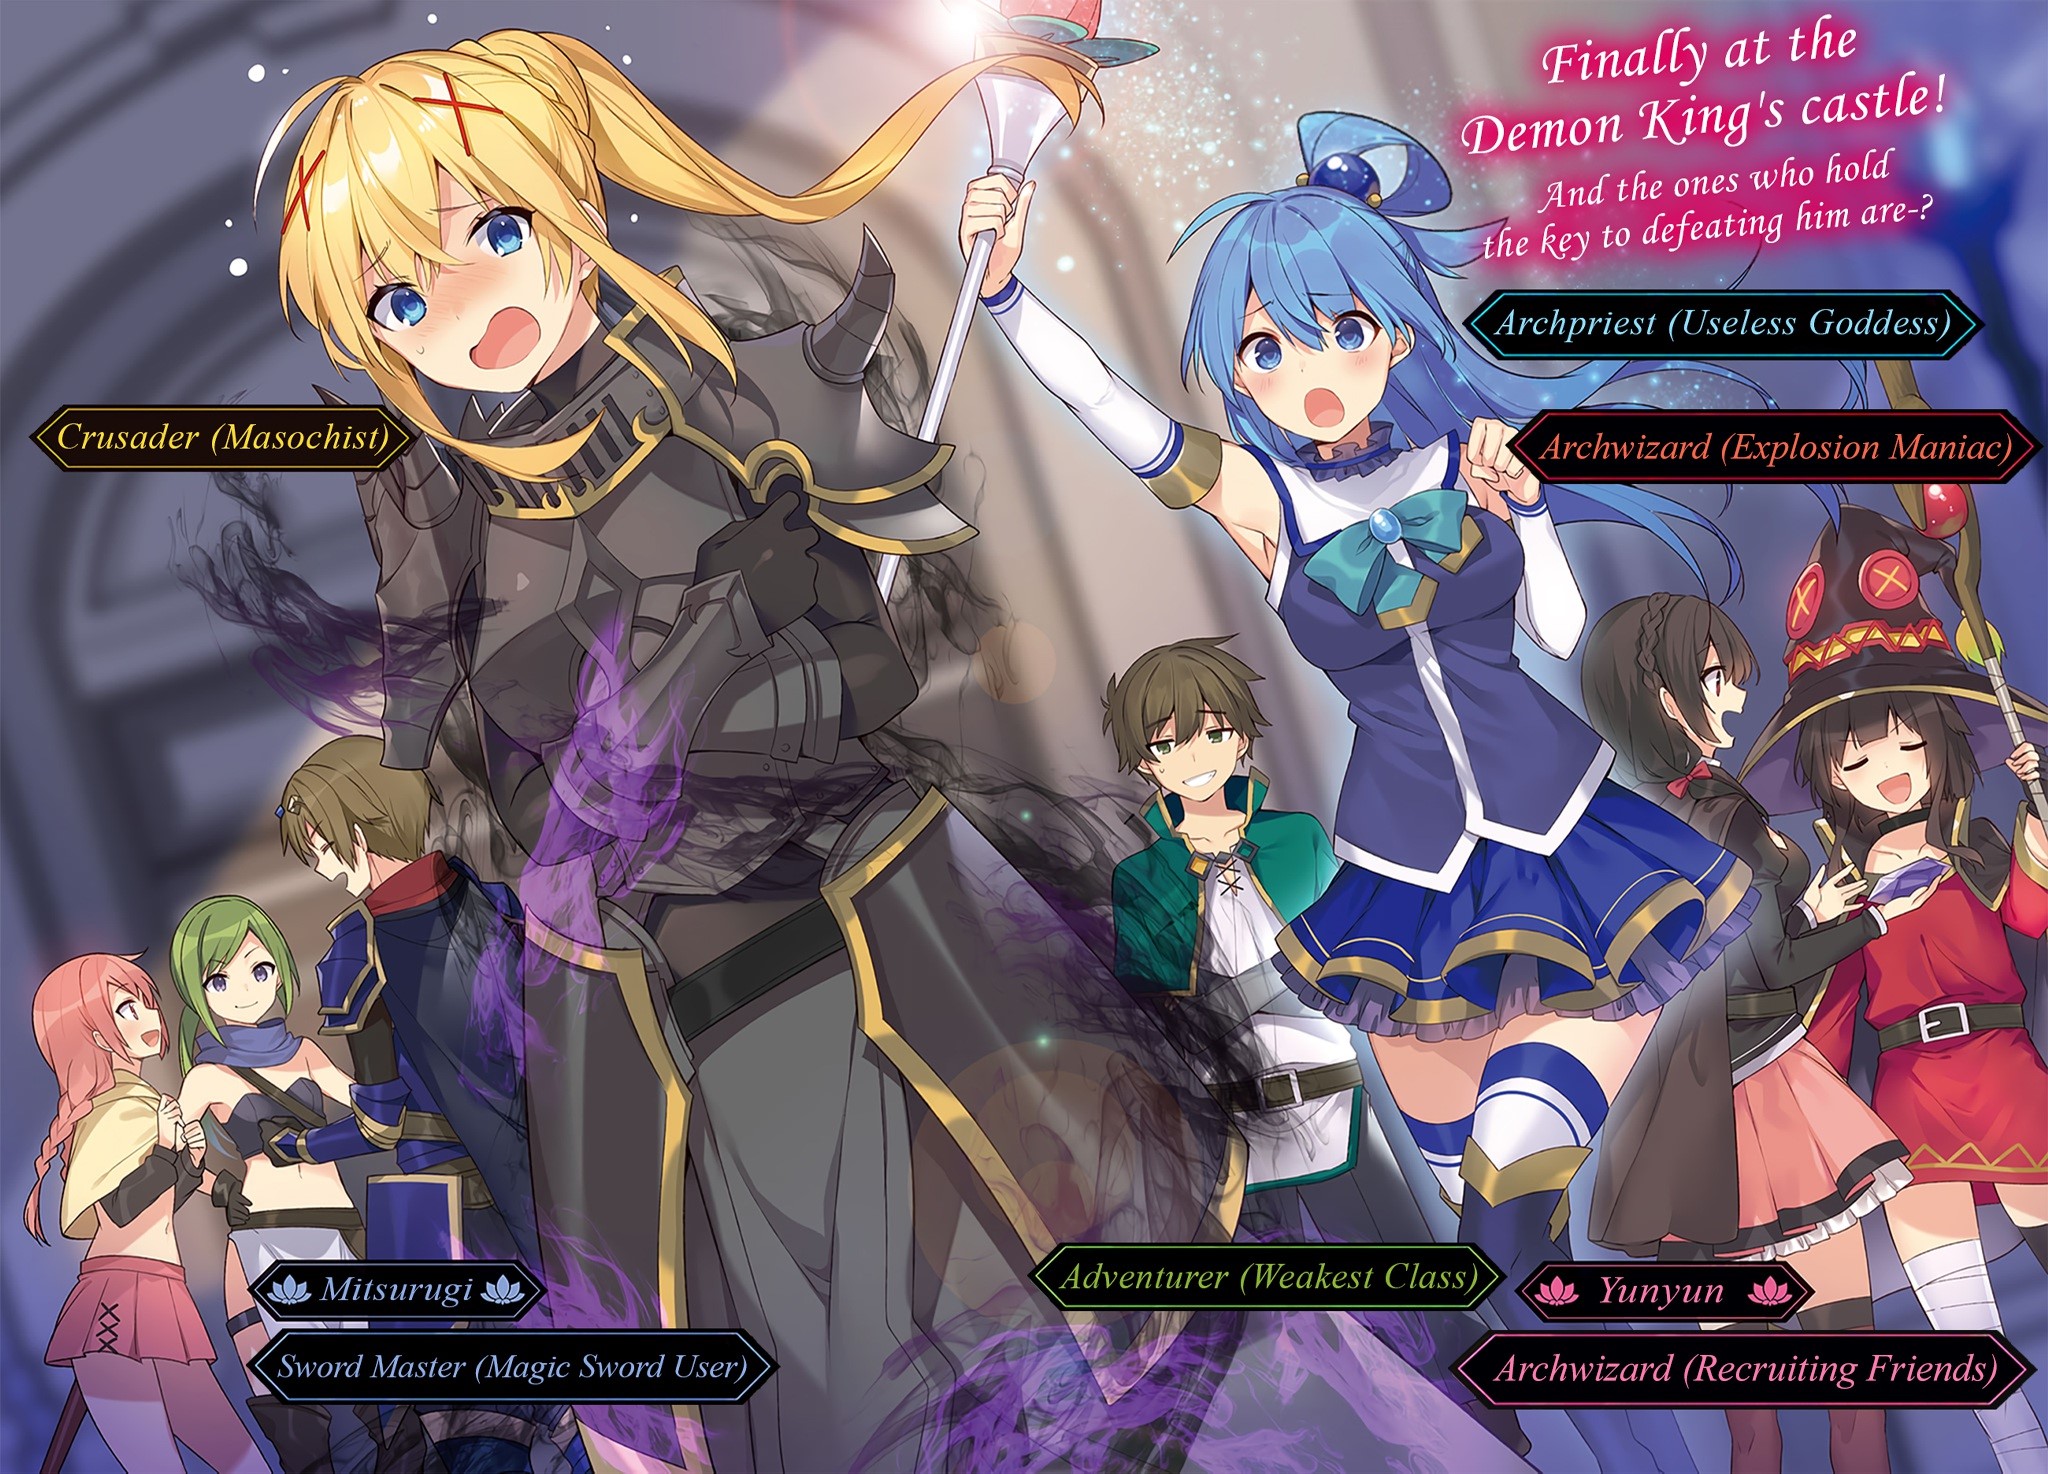 Finally at the
Demon King's castle!
And the ones who hold
the key to defeating him are-?
Archpriest (Useless Goddess)
Crusader (Masochist)
Archwizard (Explosion Maniac)
Adventurer (Weakest Class)
Mitsurugi
Sword Master (Magic Sword User)
Yunyun
Archwizard (Recruiting Friends)